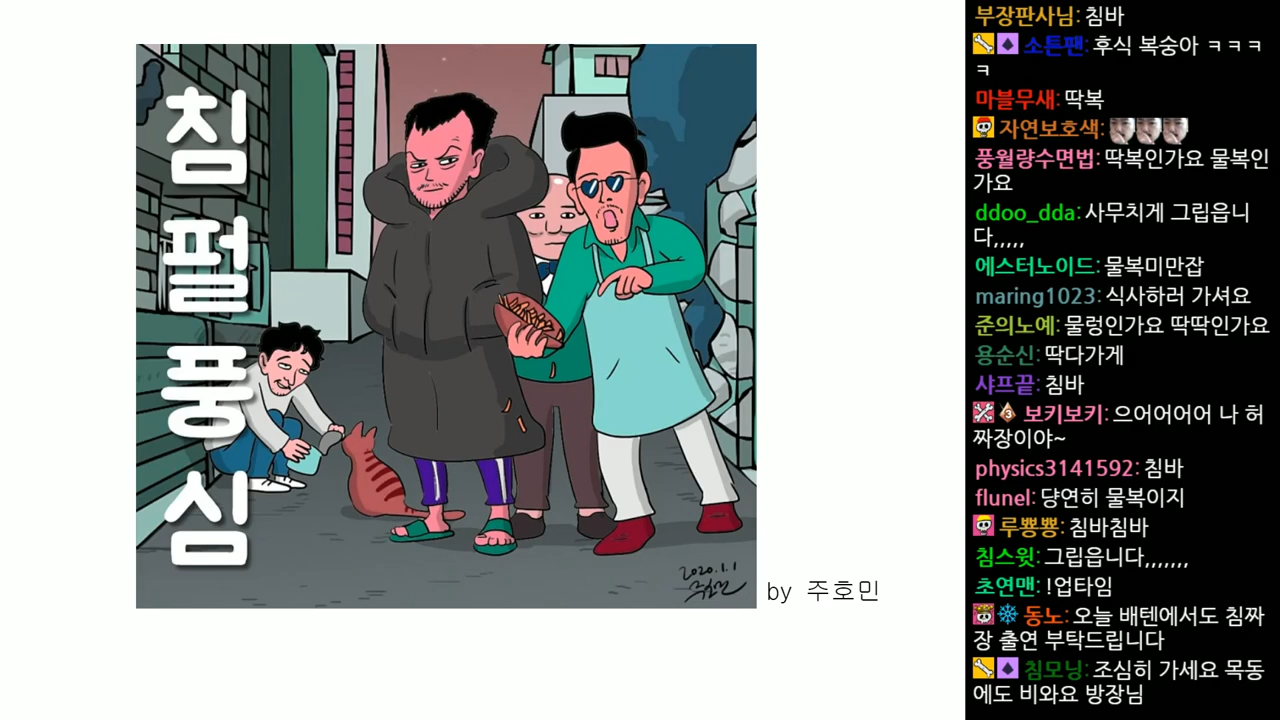 침
펄
풍
심
2020.1.1
by 주호민
부장판사님: 침바
소튼팬: 후식 복숭아 ㅋㅋㅋ
ㅋ
마블무새: 딱복
자연보호색:
풍월량수면법: 딱복인가요 물복인
가요
ddoo_dda: 사무치게 그립읍니
다,,,,,
에스터노이드: 물복미만잡
maring1023: 식사하러 가셔요
준의노예: 물렁인가요 딱딱인가요
용순신: 딱다가게
샤프끝: 침바
보키보키: 으어어어어 나 허
짜장이야~
physics3141592: 침바
flunel: 댱연히 물복이지
루뿅뿅: 침바침바
침스윗: 그립읍니다,,,,,,,
초연맨: !업타임
동노: 오늘 배텐에서도 침짜
장 출연 부탁드립니다
침모닝: 조심히 가세요 목동
에도 비와요 방장님